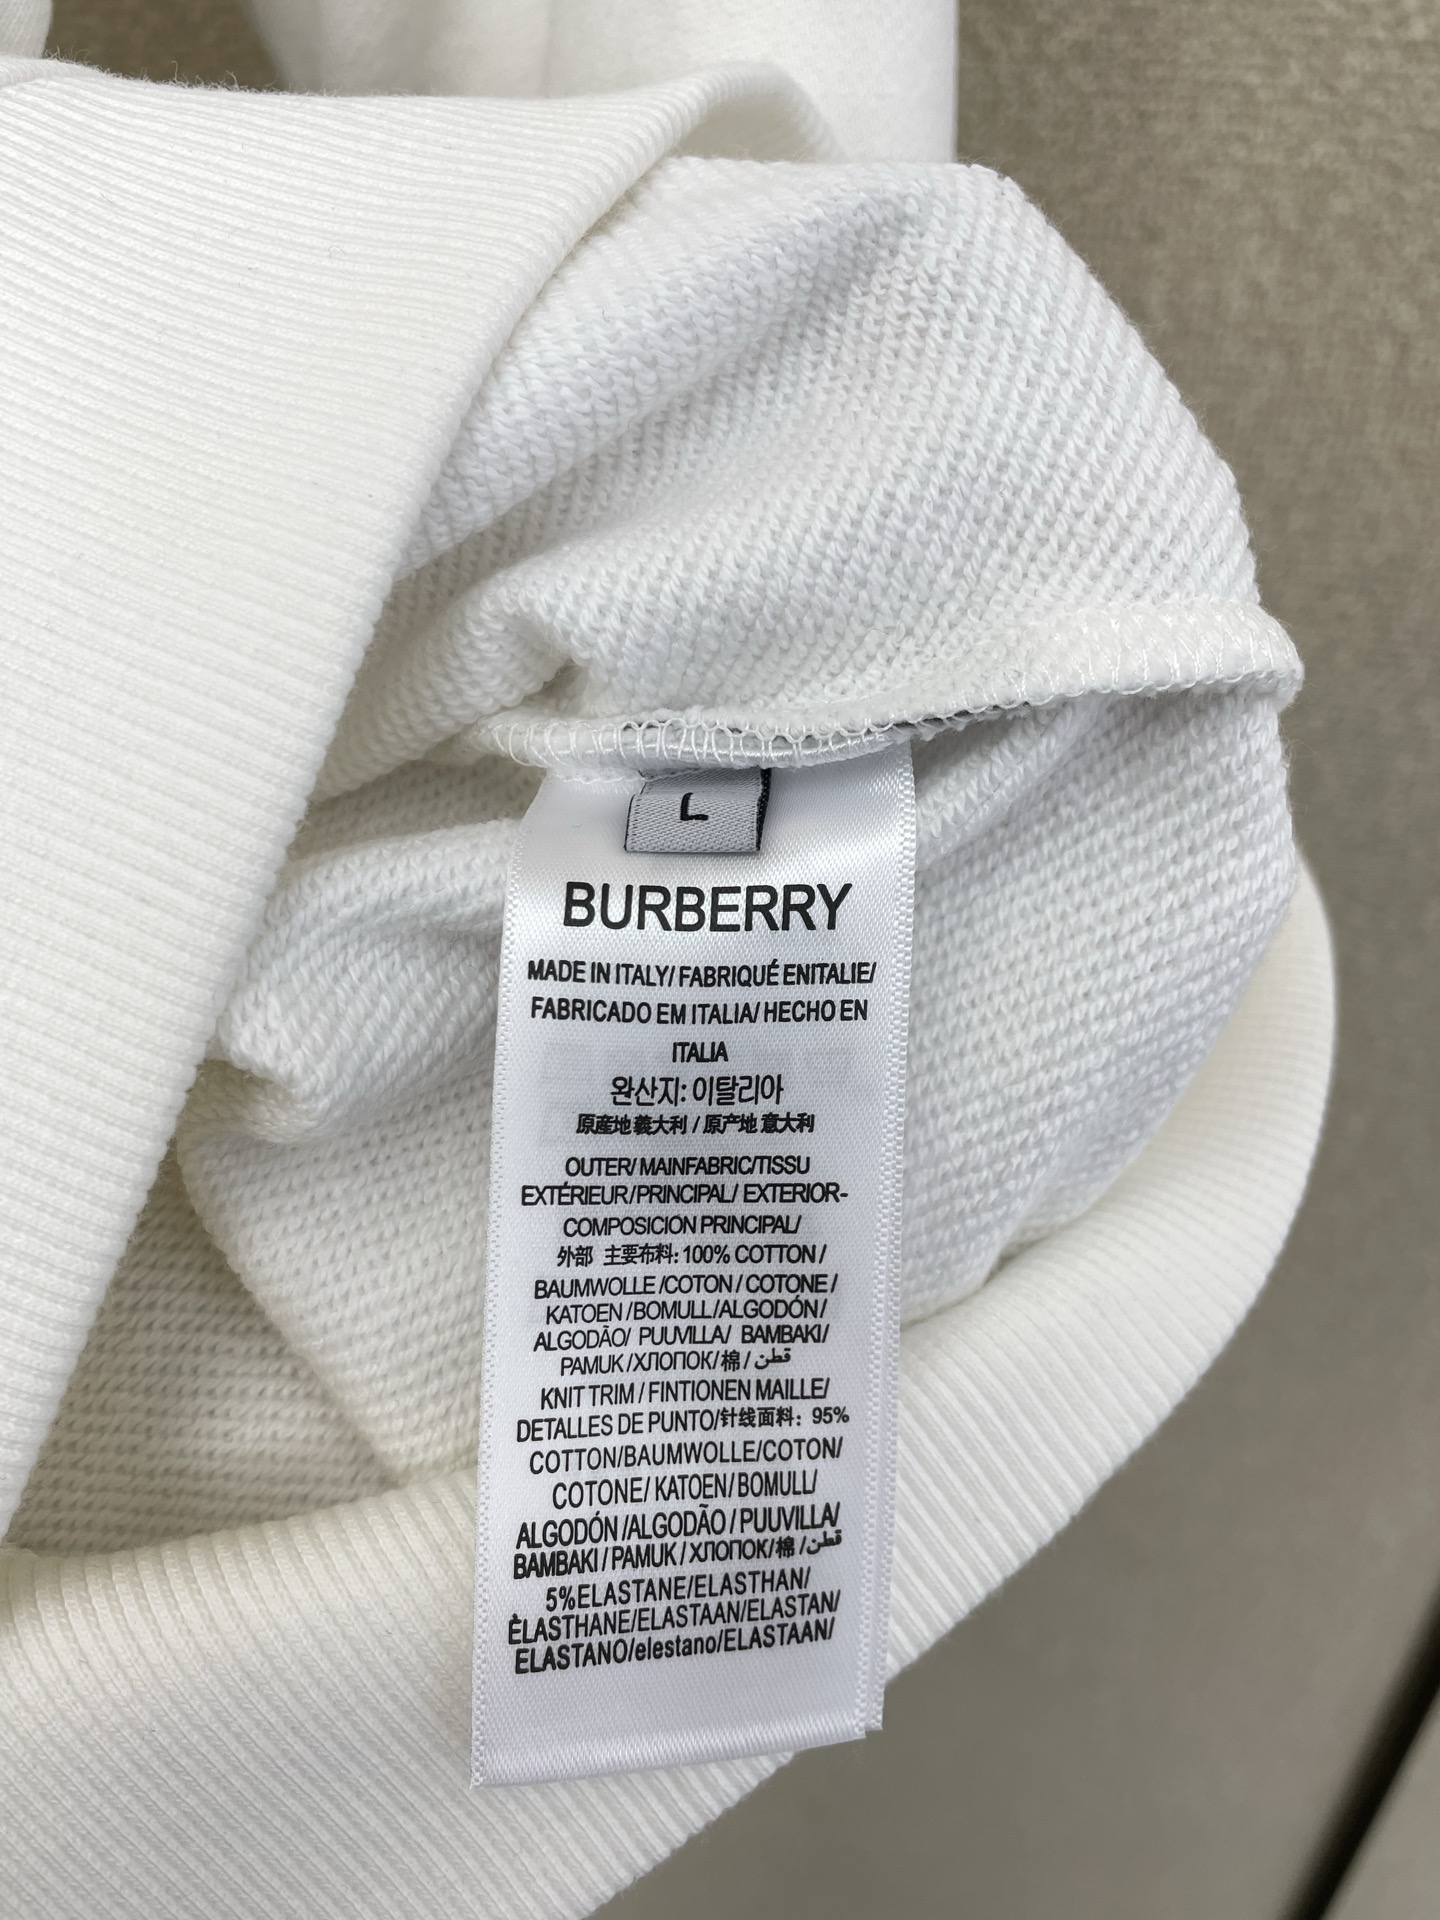 L
BURBERRY
MADE IN ITALY/ FABRIQUÉ ENITALIE/
FABRICADO EM ITALIA/ HECHO EN
ITALIA
완산지: 이탈리아
原産地 義大利 / 原产地 意大利
OUTER/ MAINFABRIC/TISSU
EXTÉRIEUR/PRINCIPAL/ EXTERIOR-
COMPOSICION PRINCIPAL/
外部 主要布料: 100% COTTON /
BAUMWOLLE /COTON / COTONE /
KATOEN /BOMULL/ALGODÓN /
ALGODÃO/ PUUVILLA/ BAMBAKI/
PAMUK /ХЛОПОК/ 棉 / قطن
KNIT TRIM / FINTIONEN MAILLE/
DETALLES DE PUNTO/针线面料: 95%
COTTON/BAUMWOLLE/COTON/
COTONE/ KATOEN/ BOMULL/
ALGODÓN /ALGODÃO / PUUVILLA/
BAMBAKI / PAMUK / ХЛОПОК/ 棉 / قطن
5%ELASTANE/ELASTHAN/
ÈLASTHANE/ELASTAAN/ELASTAN/
ELASTANO/elestano/ELASTAAN/